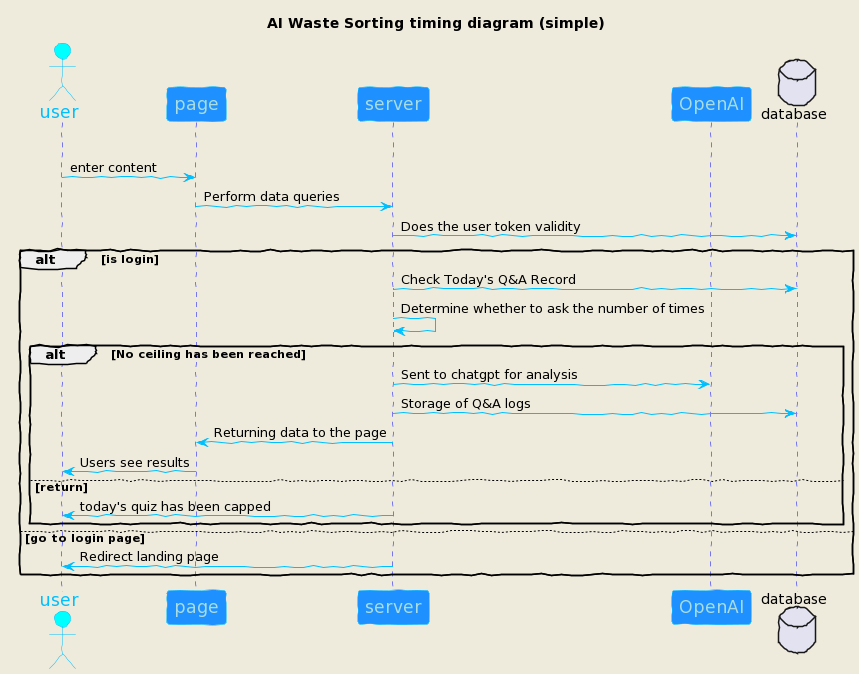 AI Waste Sorting timing diagram (simple)
user
page
server
OpenAI
database
enter content
Perform data queries
Does the user token validity
alt [is login]
Check Today's Q&A Record
Determine whether to ask the number of times
alt [No ceiling has been reached]
Sent to chatgpt for analysis
Storage of Q&A logs
Returning data to the page
Users see results
[return]
today's quiz has been capped
[go to login page]
Redirect landing page
user
page
server
OpenAI
database